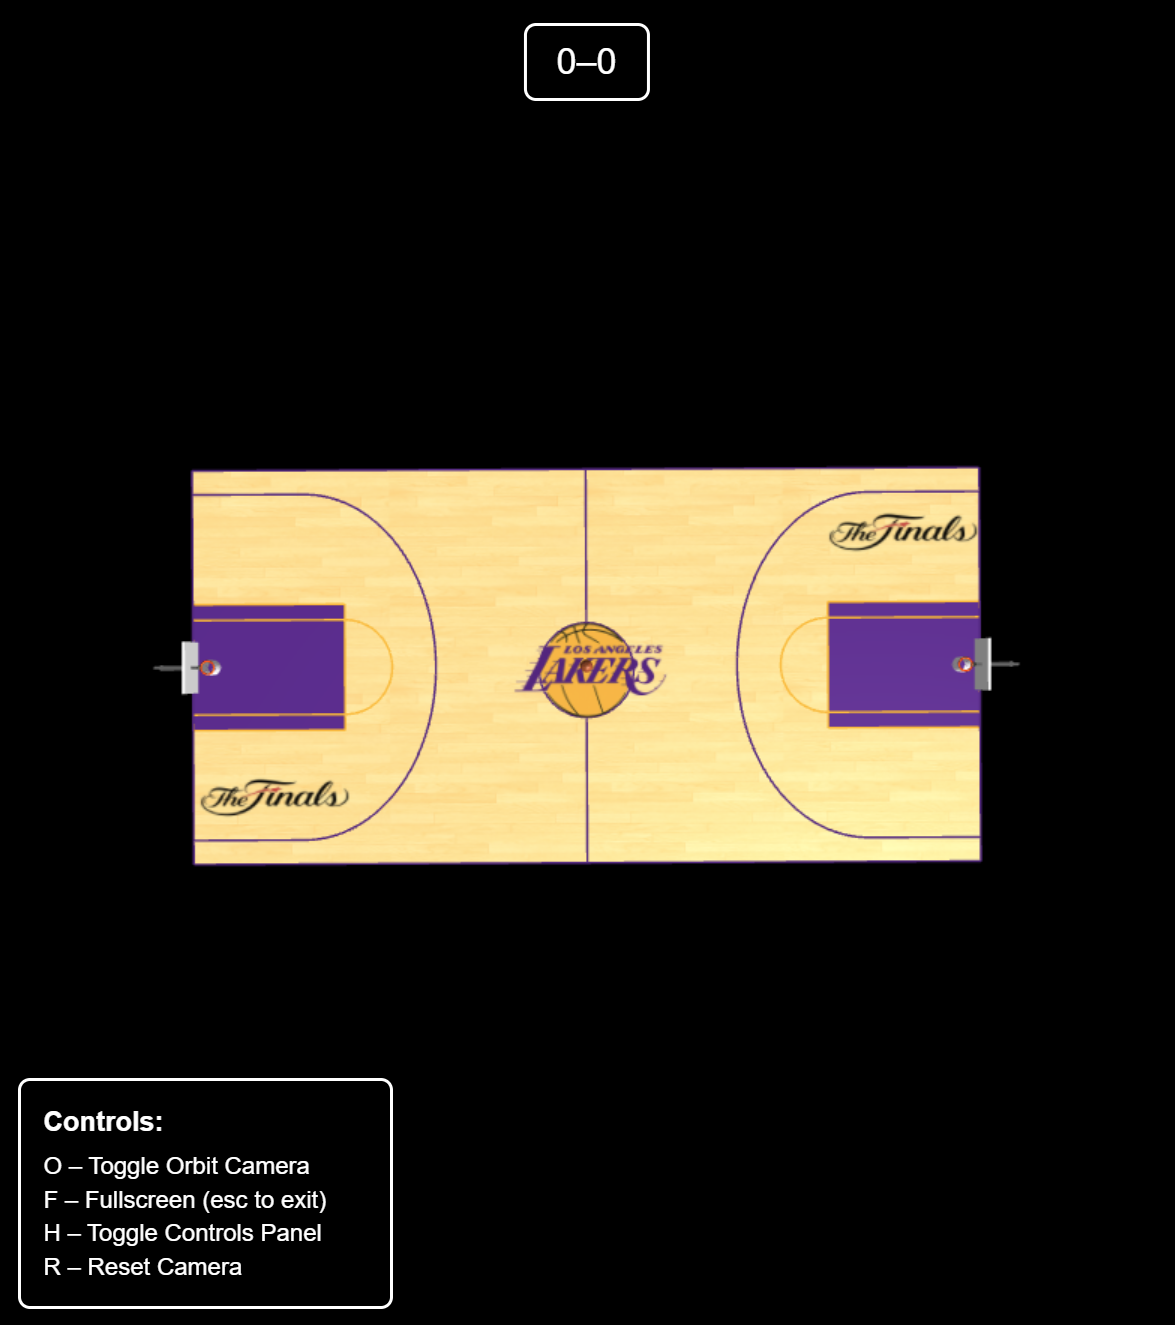 0–0
The Finals
LOS ANGELES
LAKERS
The Finals
Controls:
O – Toggle Orbit Camera
F – Fullscreen (esc to exit)
H – Toggle Controls Panel
R – Reset Camera